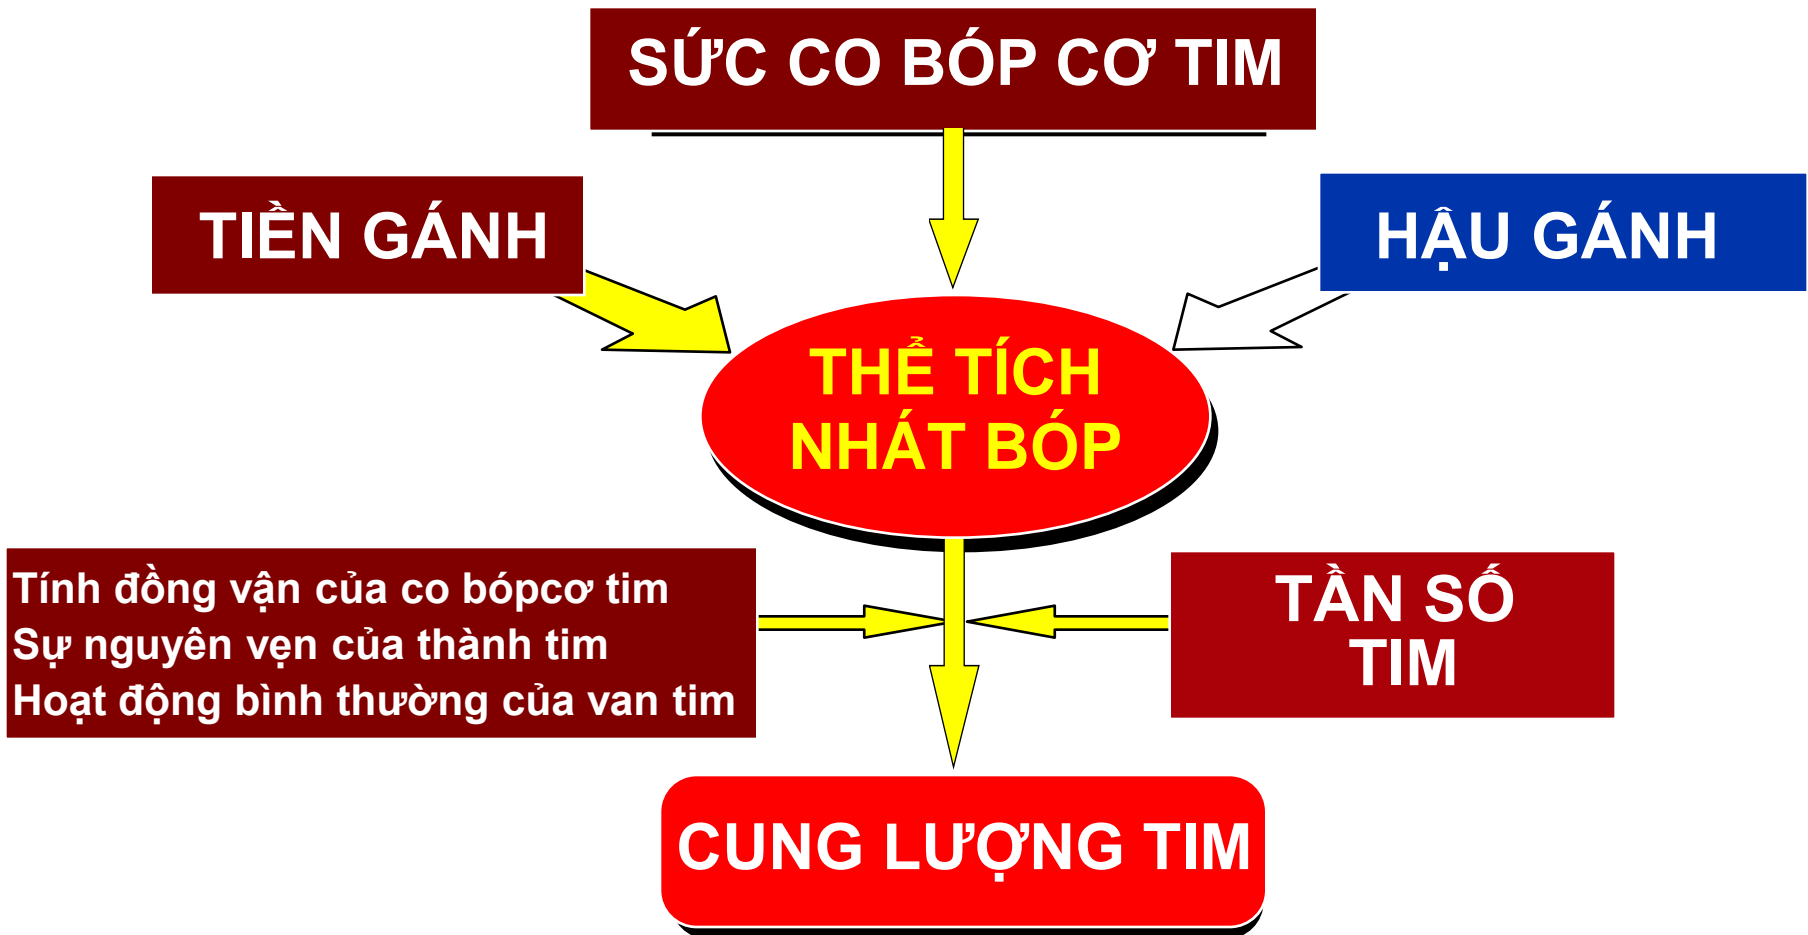 SỨC CO BÓP CƠ TIM
TIỀN GÁNH
HẬU GÁNH
THỂ TÍCH
NHÁT BÓP
Tính đồng vận của co bópcơ tim
Sự nguyên vẹn của thành tim
Hoạt động bình thường của van tim
TẦN SỐ
TIM
CUNG LƯỢNG TIM